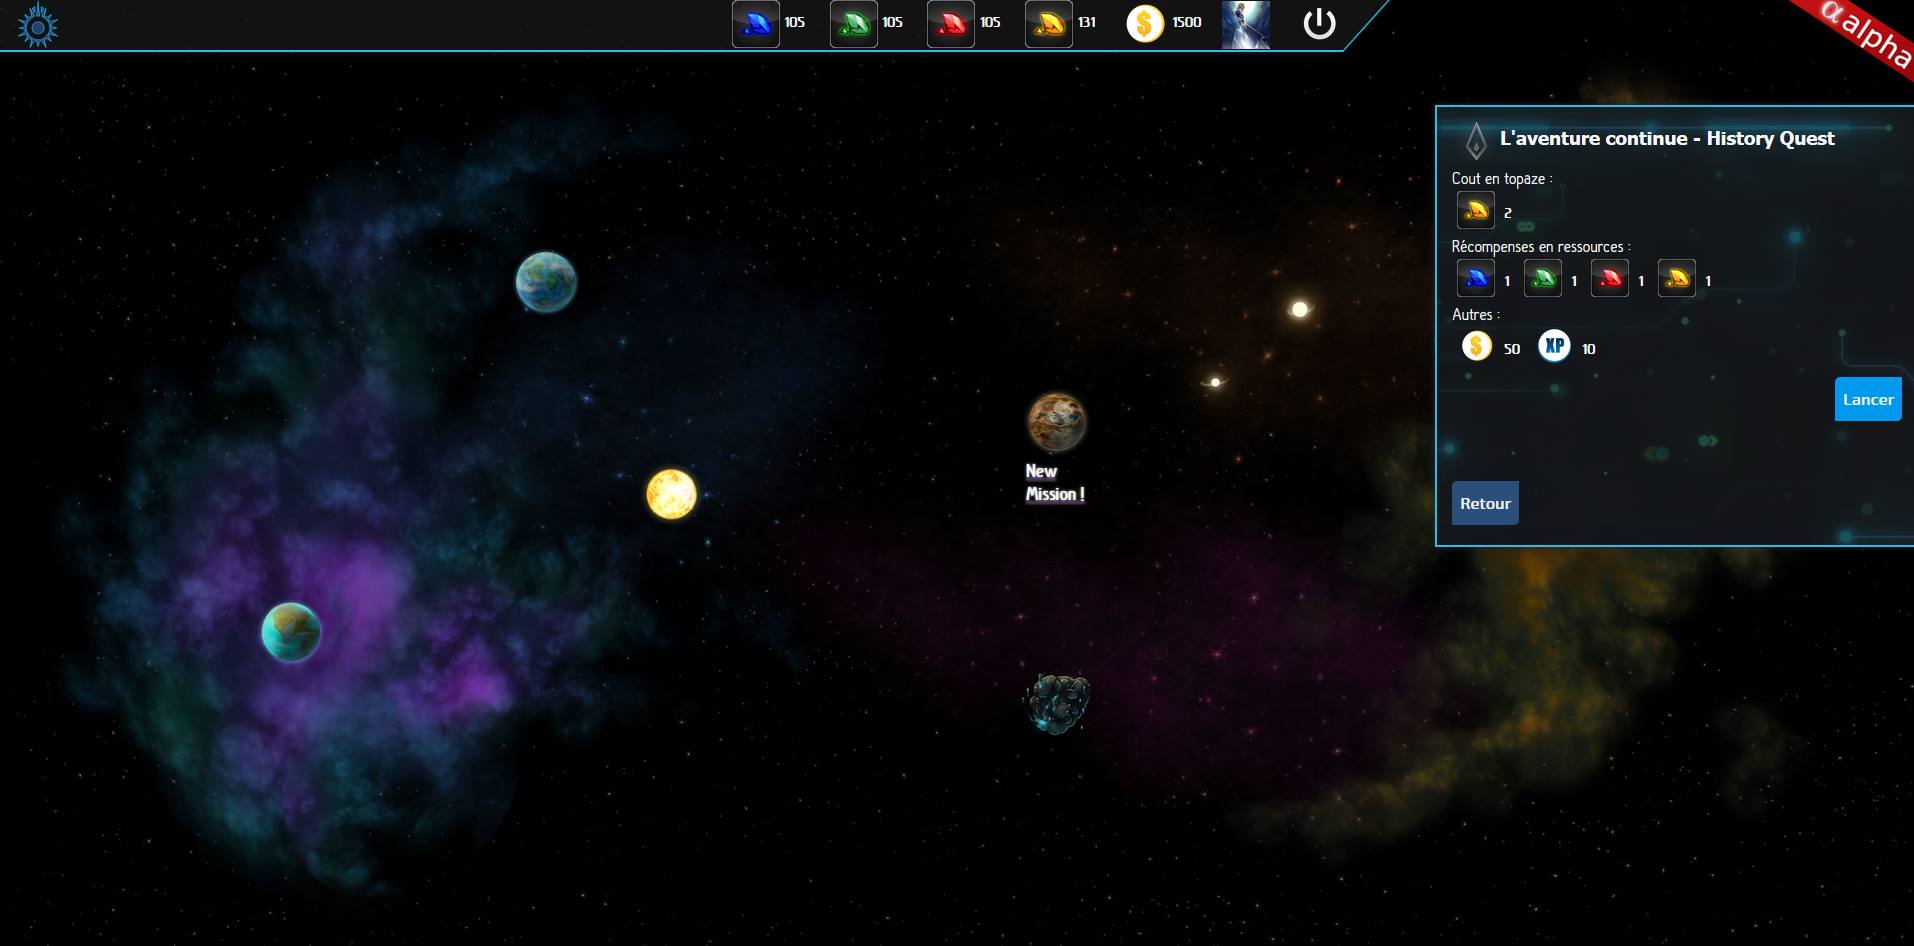 105 105 105 131 $ 1500
αalpha
L'aventure continue - History Quest
Cout en topaze :
2
Récompenses en ressources :
1 1 1 1
Autres :
$ 50 XP 10
Lancer
New
Mission !
Retour